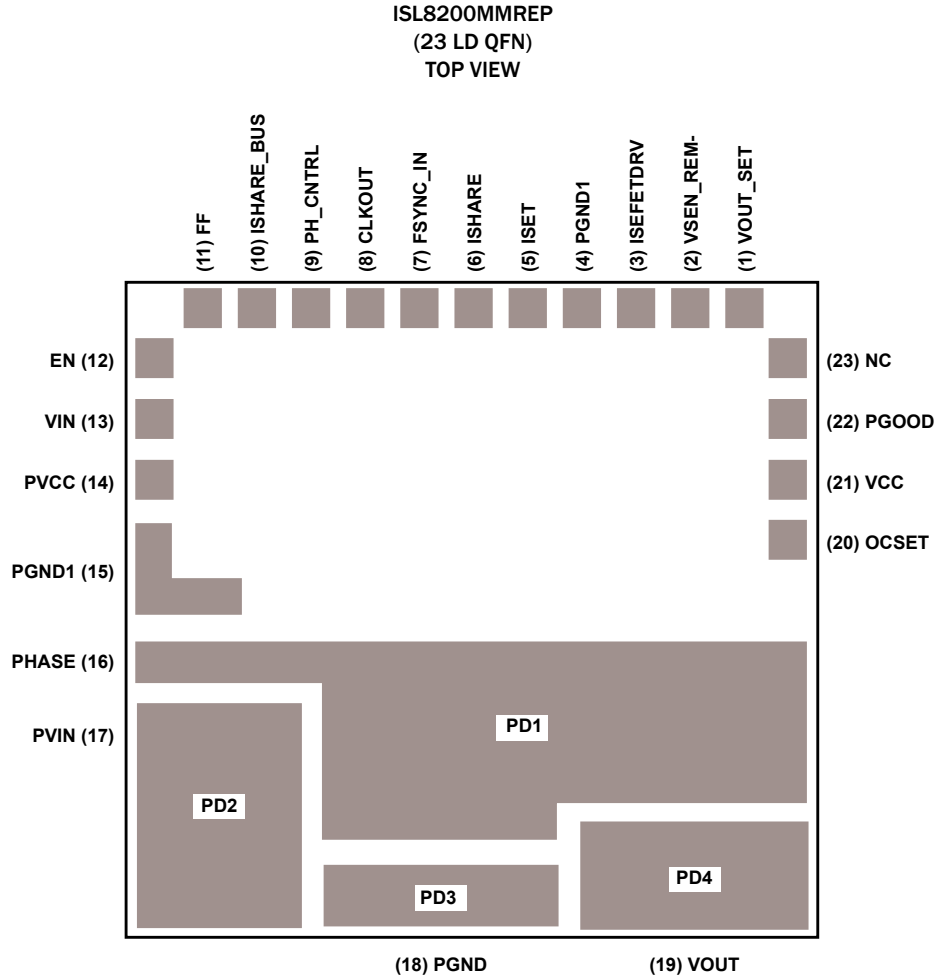 ISL8200MMREP
(23 LD QFN)
TOP VIEW
(11) FF
(10) ISHARE_BUS
(9) PH_CNTRL
(8) CLKOUT
(7) FSYNC_IN
(6) ISHARE
(5) ISET
(4) PGND1
(3) ISEFETDRV
(2) VSEN_REM-
(1) VOUT_SET
EN (12)
(23) NC
VIN (13)
(22) PGOOD
PVCC (14)
(21) VCC
(20) OCSET
PGND1 (15)
PHASE (16)
PD1
PVIN (17)
PD2
PD4
PD3
(18) PGND
(19) VOUT